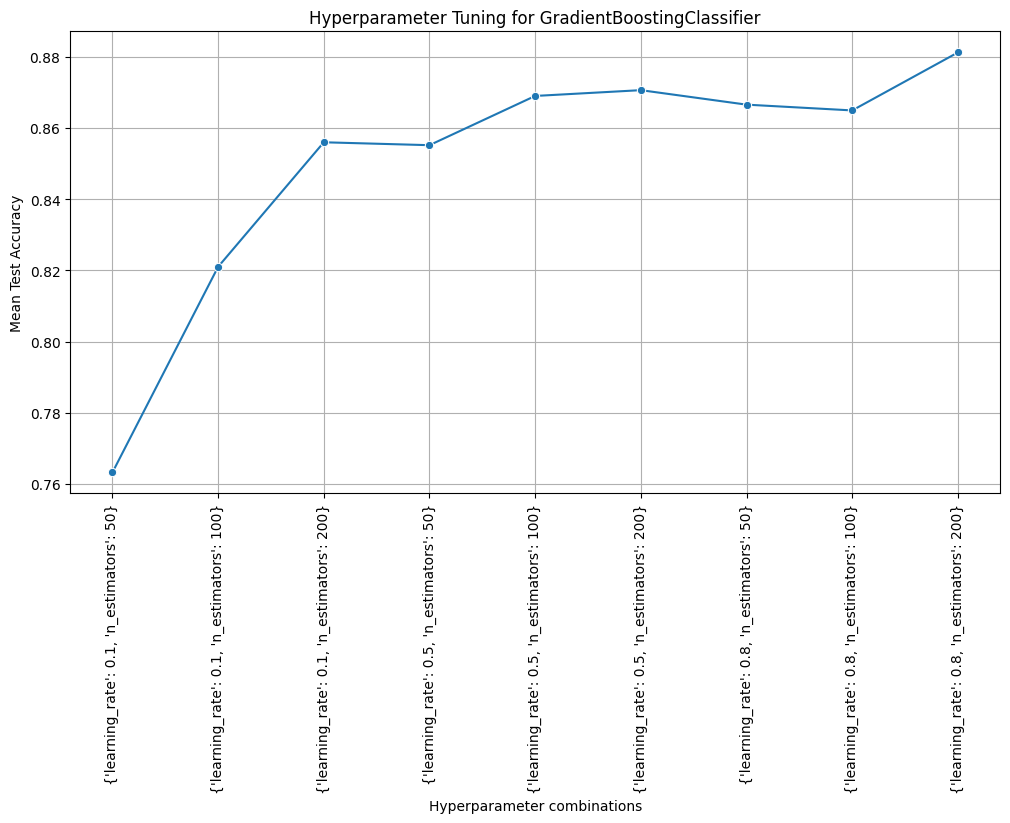 Hyperparameter Tuning for GradientBoostingClassifier
Mean Test Accuracy
0.88
0.86
0.84
0.82
0.80
0.78
0.76
{'learning_rate': 0.1, 'n_estimators': 50}
{'learning_rate': 0.1, 'n_estimators': 100}
{'learning_rate': 0.1, 'n_estimators': 200}
{'learning_rate': 0.5, 'n_estimators': 50}
{'learning_rate': 0.5, 'n_estimators': 100}
{'learning_rate': 0.5, 'n_estimators': 200}
{'learning_rate': 0.8, 'n_estimators': 50}
{'learning_rate': 0.8, 'n_estimators': 100}
{'learning_rate': 0.8, 'n_estimators': 200}
Hyperparameter combinations